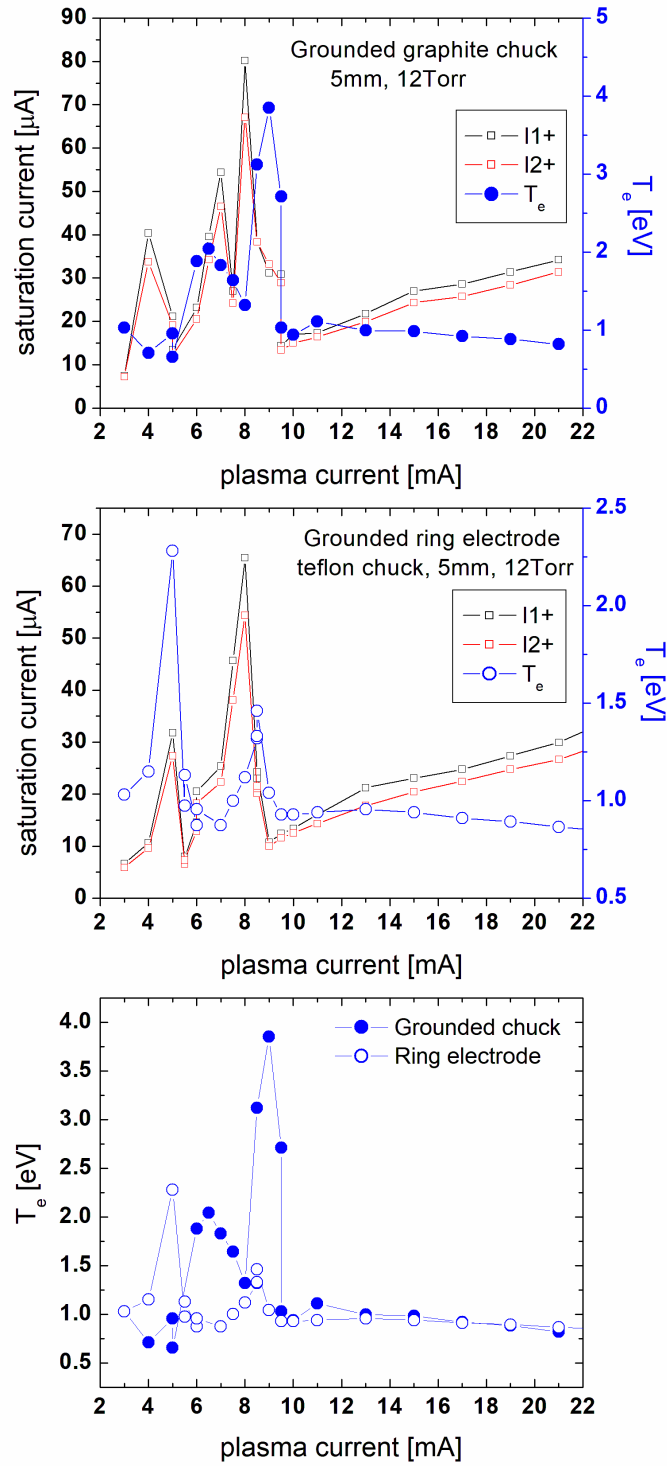 Grounded graphite chuck
5mm, 12Torr
I1+
I2+
Te
saturation current [μA]
90
80
70
60
50
40
30
20
10
0
Te [eV]
5
4
3
2
1
0
2 4 6 8 10 12 14 16 18 20 22
plasma current [mA]
Grounded ring electrode
teflon chuck, 5mm, 12Torr
I1+
I2+
Te
saturation current [μA]
70
60
50
40
30
20
10
0
Te [eV]
2.5
2.0
1.5
1.0
0.5
2 4 6 8 10 12 14 16 18 20 22
plasma current [mA]
Grounded chuck
Ring electrode
Te [eV]
4.0
3.5
3.0
2.5
2.0
1.5
1.0
0.5
2 4 6 8 10 12 14 16 18 20 22
plasma current [mA]